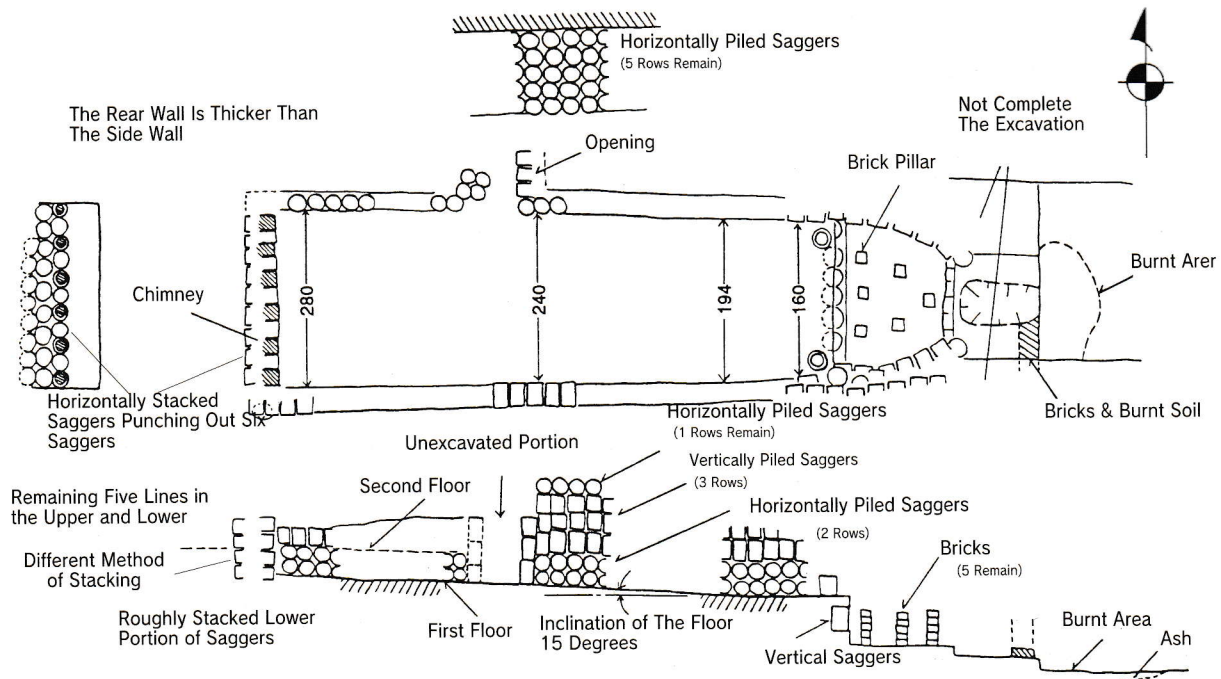 Horizontally Piled Saggers
(5 Rows Remain)
The Rear Wall Is Thicker Than
The Side Wall
Not Complete
The Excavation
Opening
Brick Pillar
Burnt Arer
Chimney
280
240
194
160
Horizontally Stacked
Saggers Punching Out Six
Saggers
Horizontally Piled Saggers
(1 Rows Remain)
Bricks & Burnt Soil
Unexcavated Portion
Vertically Piled Saggers
(3 Rows)
Second Floor
Remaining Five Lines in
the Upper and Lower
Horizontally Piled Saggers
(2 Rows)
Different Method
of Stacking
Bricks
(5 Remain)
Roughly Stacked Lower
Portion of Saggers
First Floor
Inclination of The Floor
15 Degrees
Vertical Saggers
Burnt Area
Ash